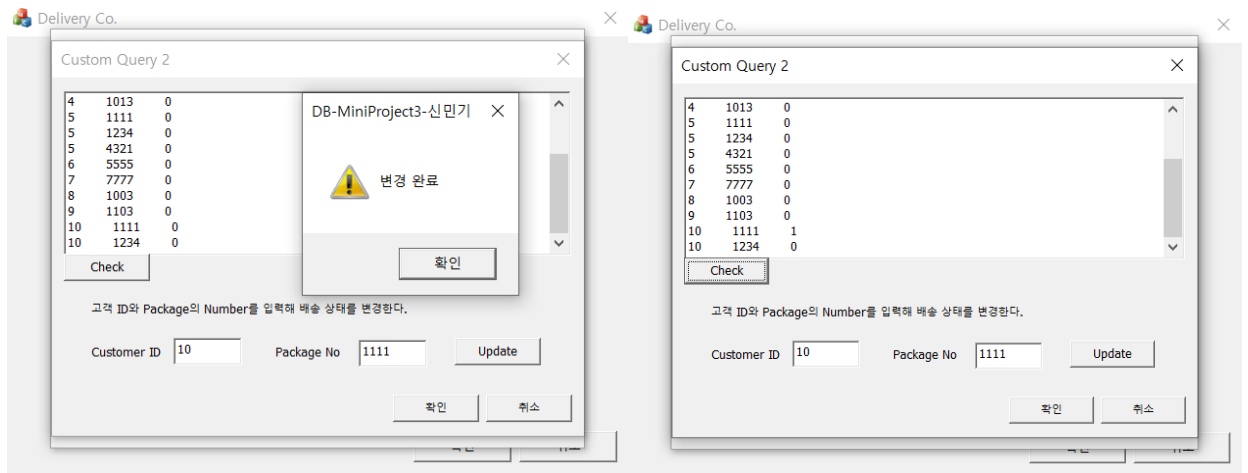 Delivery Co.
Custom Query 2
4 1013 0
5 1111 0
5 1234 0
5 4321 0
6 5555 0
7 7777 0
8 1003 0
9 1103 0
10 1111 0
10 1234 0
DB-MiniProject3-신민기
변경 완료
확인
Check
고객 ID와 Package의 Number를 입력해 배송 상태를 변경한다.
Customer ID 10 Package No 1111 Update
확인 취소
Delivery Co.
Custom Query 2
4 1013 0
5 1111 0
5 1234 0
5 4321 0
6 5555 0
7 7777 0
8 1003 0
9 1103 0
10 1111 1
10 1234 0
Check
고객 ID와 Package의 Number를 입력해 배송 상태를 변경한다.
Customer ID 10 Package No 1111 Update
확인 취소